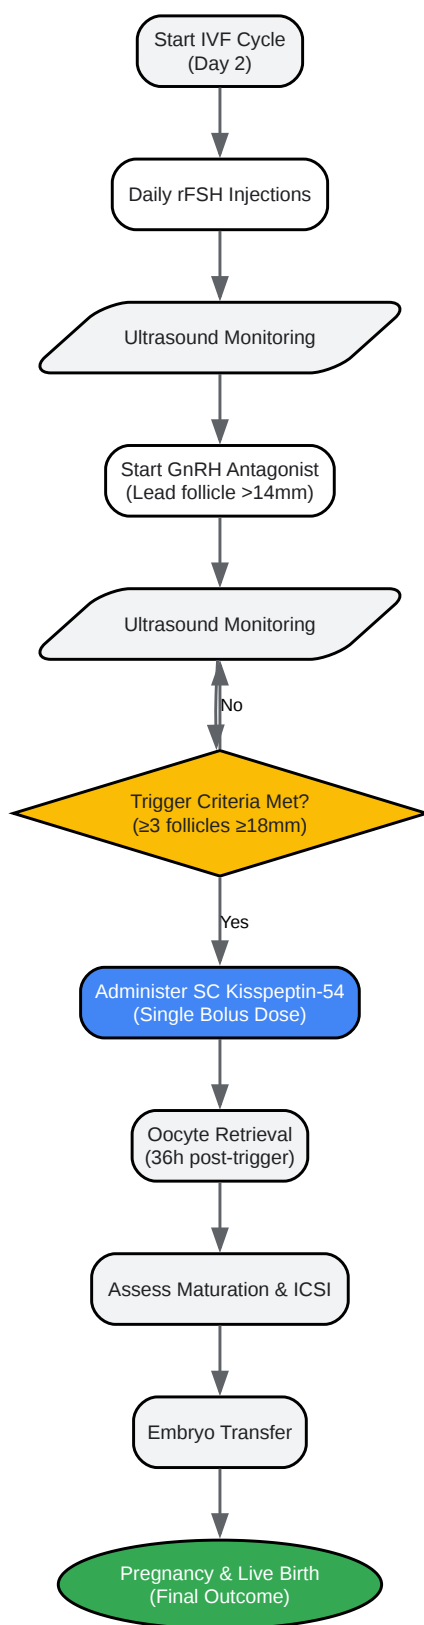 Start IVF Cycle
(Day 2)
Daily rFSH Injections
Ultrasound Monitoring
Start GnRH Antagonist
(Lead follicle >14mm)
Ultrasound Monitoring
No
Trigger Criteria Met?
(≥3 follicles ≥18mm)
Yes
Administer SC Kisspeptin-54
(Single Bolus Dose)
Oocyte Retrieval
(36h post-trigger)
Assess Maturation & ICSI
Embryo Transfer
Pregnancy & Live Birth
(Final Outcome)